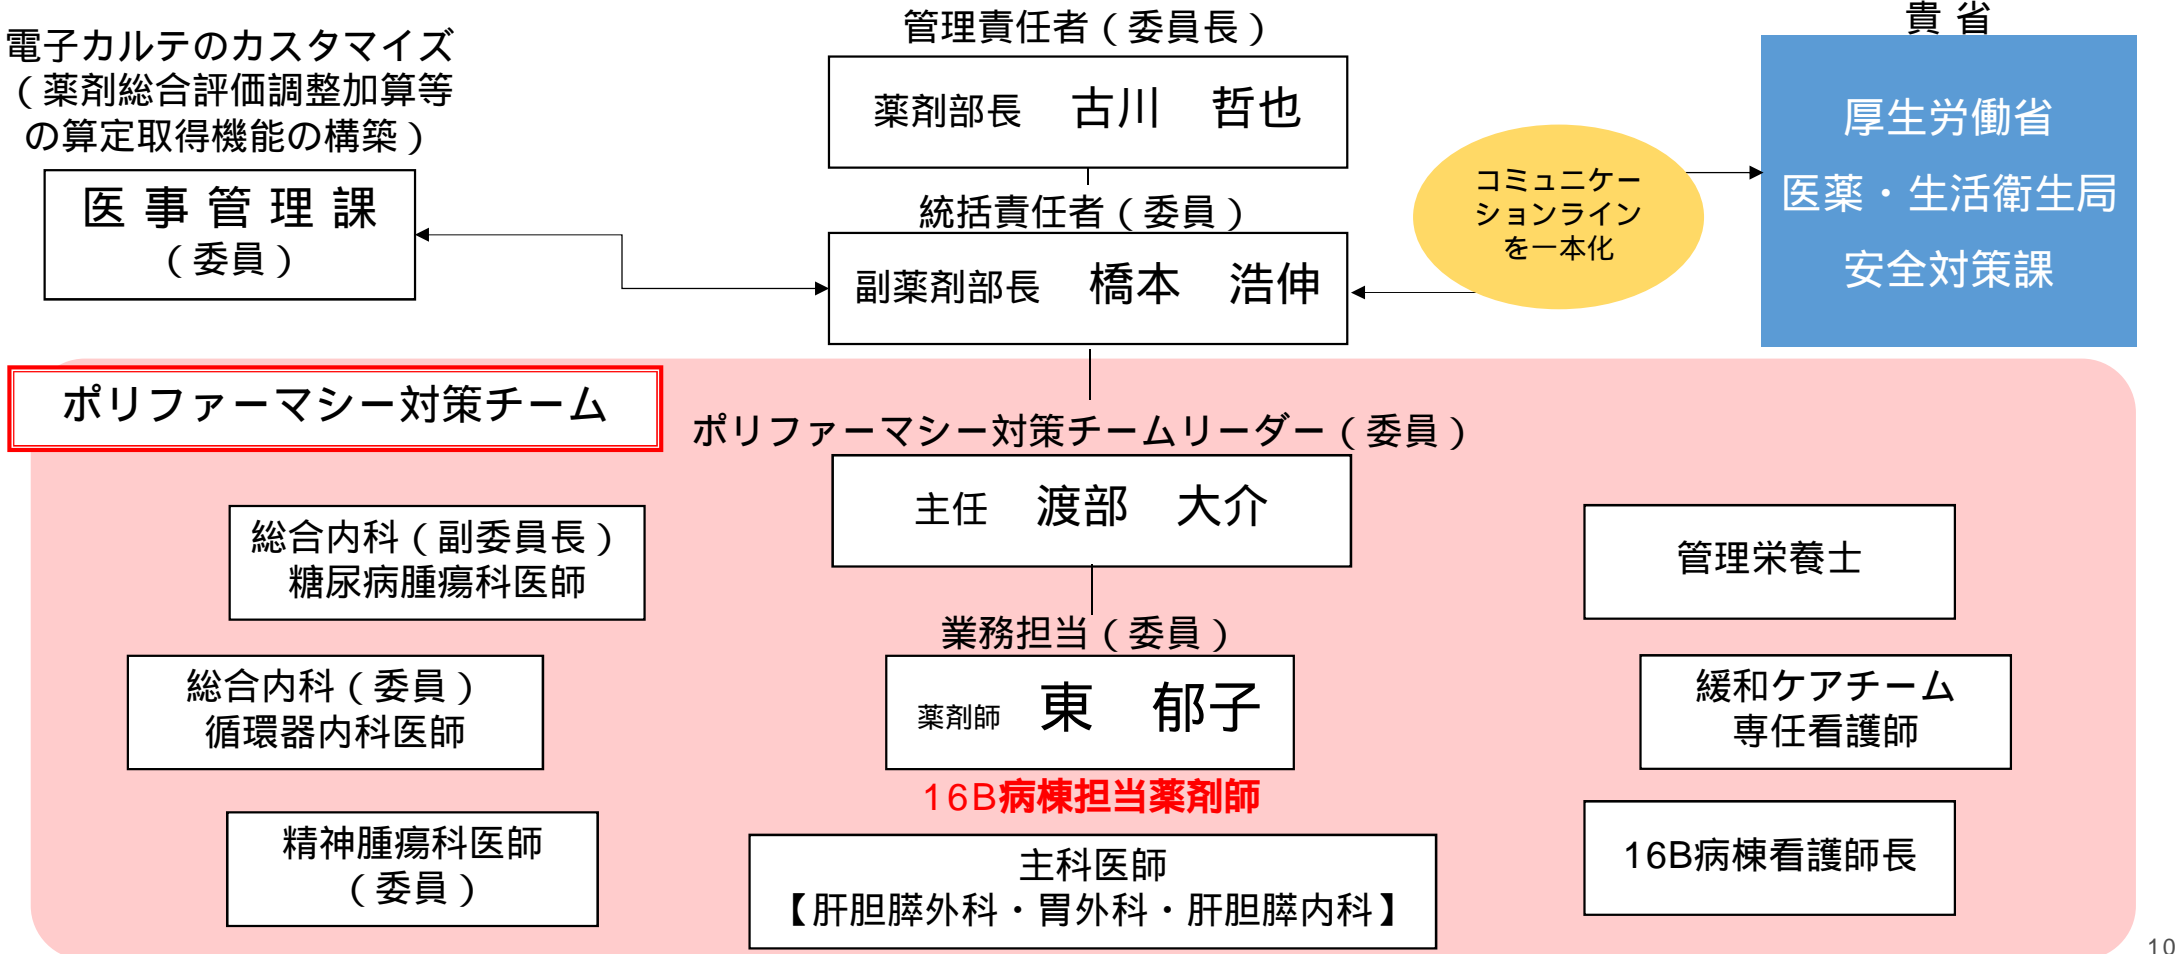 電子カルテのカスタマイズ
（薬剤総合評価調整加算等
の算定取得機能の構築）
医事管理課
（委員）
管理責任者（委員長）
薬剤部長　古川　哲也
統括責任者（委員）
副薬剤部長　橋本　浩伸
コミュニケー
ションライン
を一本化
貴省
厚生労働省
医薬・生活衛生局
安全対策課
ポリファーマシー対策チーム
ポリファーマシー対策チームリーダー（委員）
主任　渡部　大介
総合内科（副委員長）
糖尿病腫瘍科医師
総合内科（委員）
循環器内科医師
精神腫瘍科医師
（委員）
業務担当（委員）
薬剤師　東　郁子
16B病棟担当薬剤師
主科医師
【肝胆膵外科・胃外科・肝胆膵内科】
管理栄養士
緩和ケアチーム
専任看護師
16B病棟看護師長
10